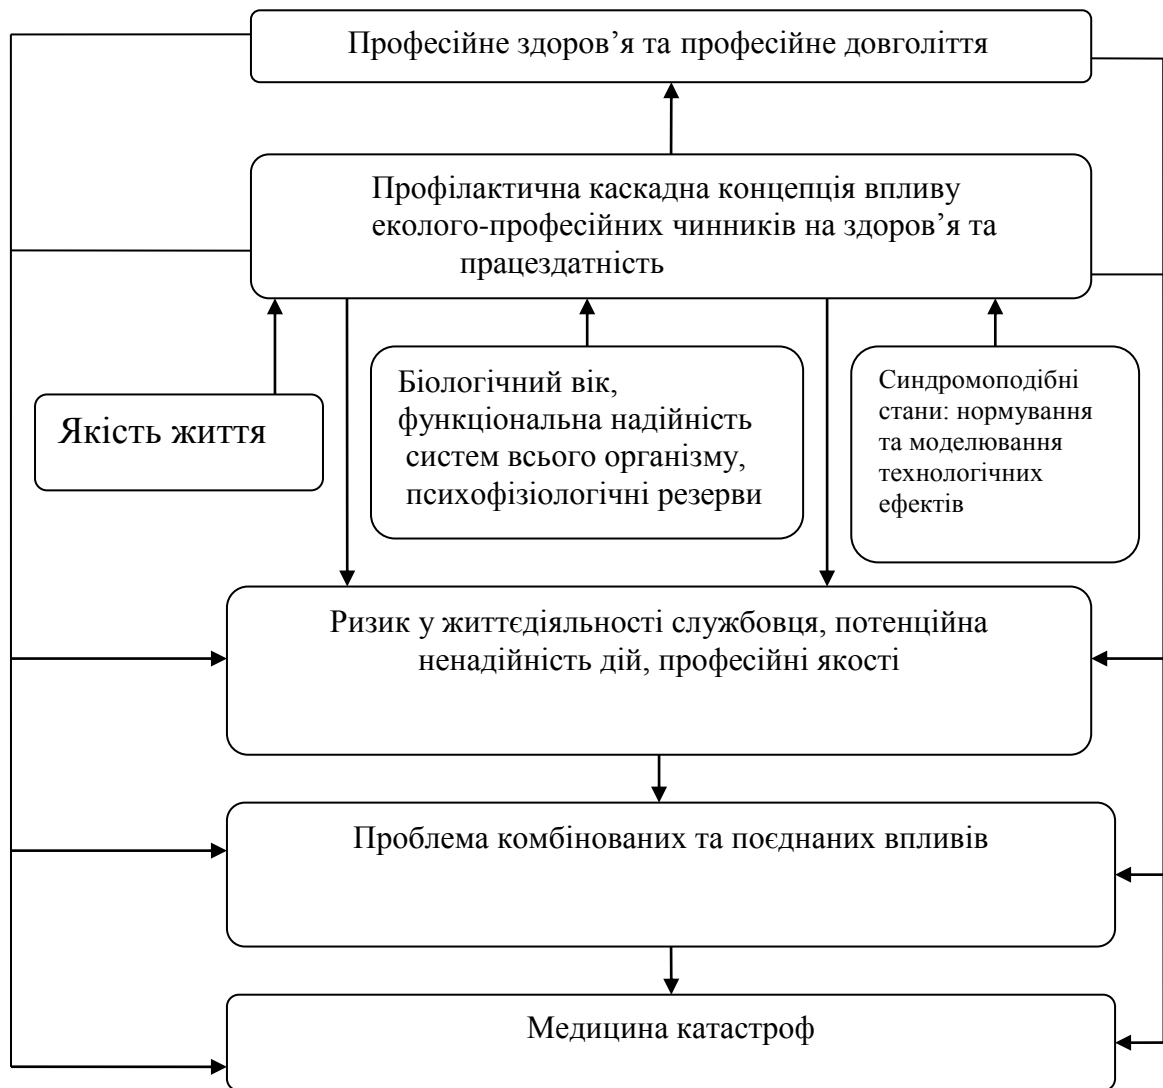 Професійне здоров’я та професійне довголіття
Профілактична каскадна концепція впливу
еколого-професійних чинників на здоров’я та
працездатність
Якість життя
Біологічний вік,
функціональна надійність
систем всього організму,
психофізіологічні резерви
Синдромоподібні
стани: нормування
та моделювання
технологічних
ефектів
Ризик у життєдіяльності службовця, потенційна
ненадійність дій, професійні якості
Проблема комбінованих та поєднаних впливів
Медицина катастроф